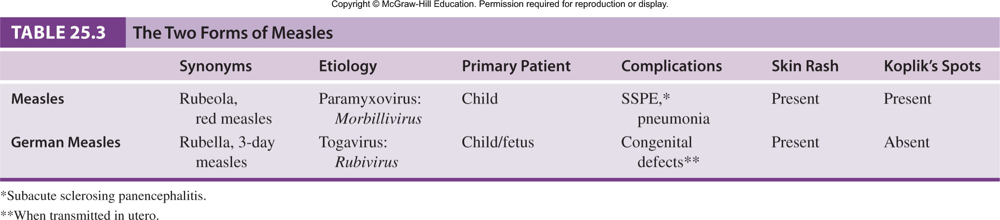 Copyright © McGraw-Hill Education. Permission required for reproduction or display.
TABLE 25.3 The Two Forms of Measles
Synonyms Etiology Primary Patient Complications Skin Rash Koplik’s Spots
Measles Rubeola, Paramyxovirus: Child SSPE,* Present Present
red measles Morbillivirus pneumonia
German Measles Rubella, 3-day Togavirus: Child/fetus Congenital Present Absent
measles Rubivirus defects**
*Subacute sclerosing panencephalitis.
**When transmitted in utero.